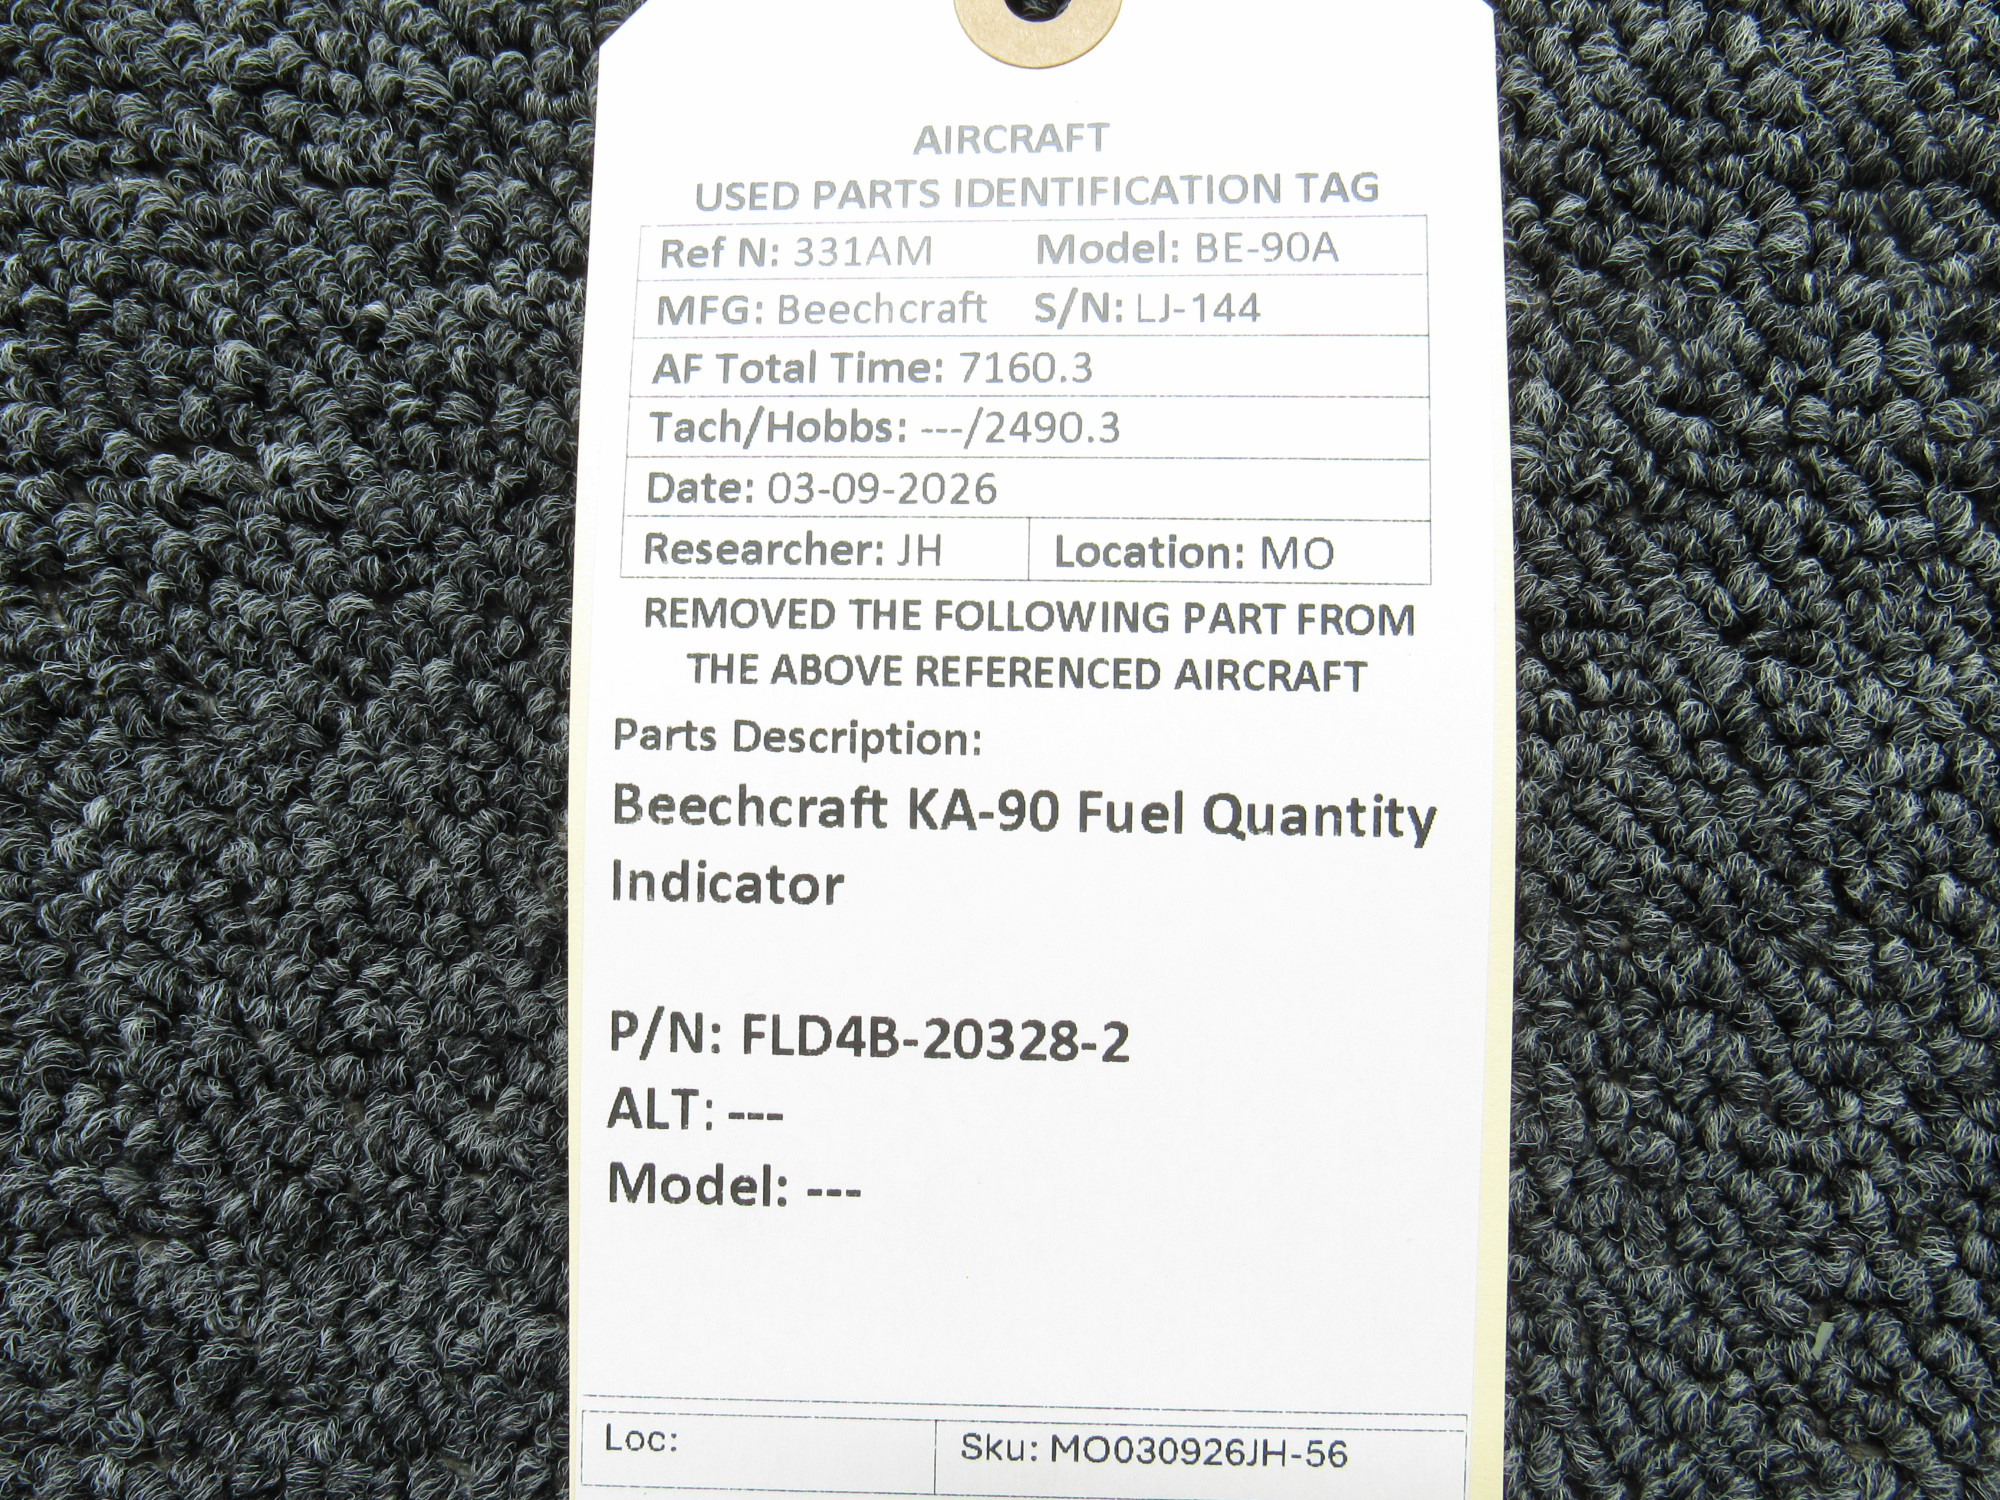 AIRCRAFT
USED PARTS IDENTIFICATION TAG
Ref N: 331AM Model: BE-90A
MFG: Beechcraft S/N: LJ-144
AF Total Time: 7160.3
Tach/Hobbs: ---/2490.3
Date: 03-09-2026
Researcher: JH Location: MO
REMOVED THE FOLLOWING PART FROM
THE ABOVE REFERENCED AIRCRAFT
Parts Description:
Beechcraft KA-90 Fuel Quantity
Indicator
P/N: FLD4B-20328-2
ALT: ---
Model: ---
Loc: Sku: MO030926JH-56